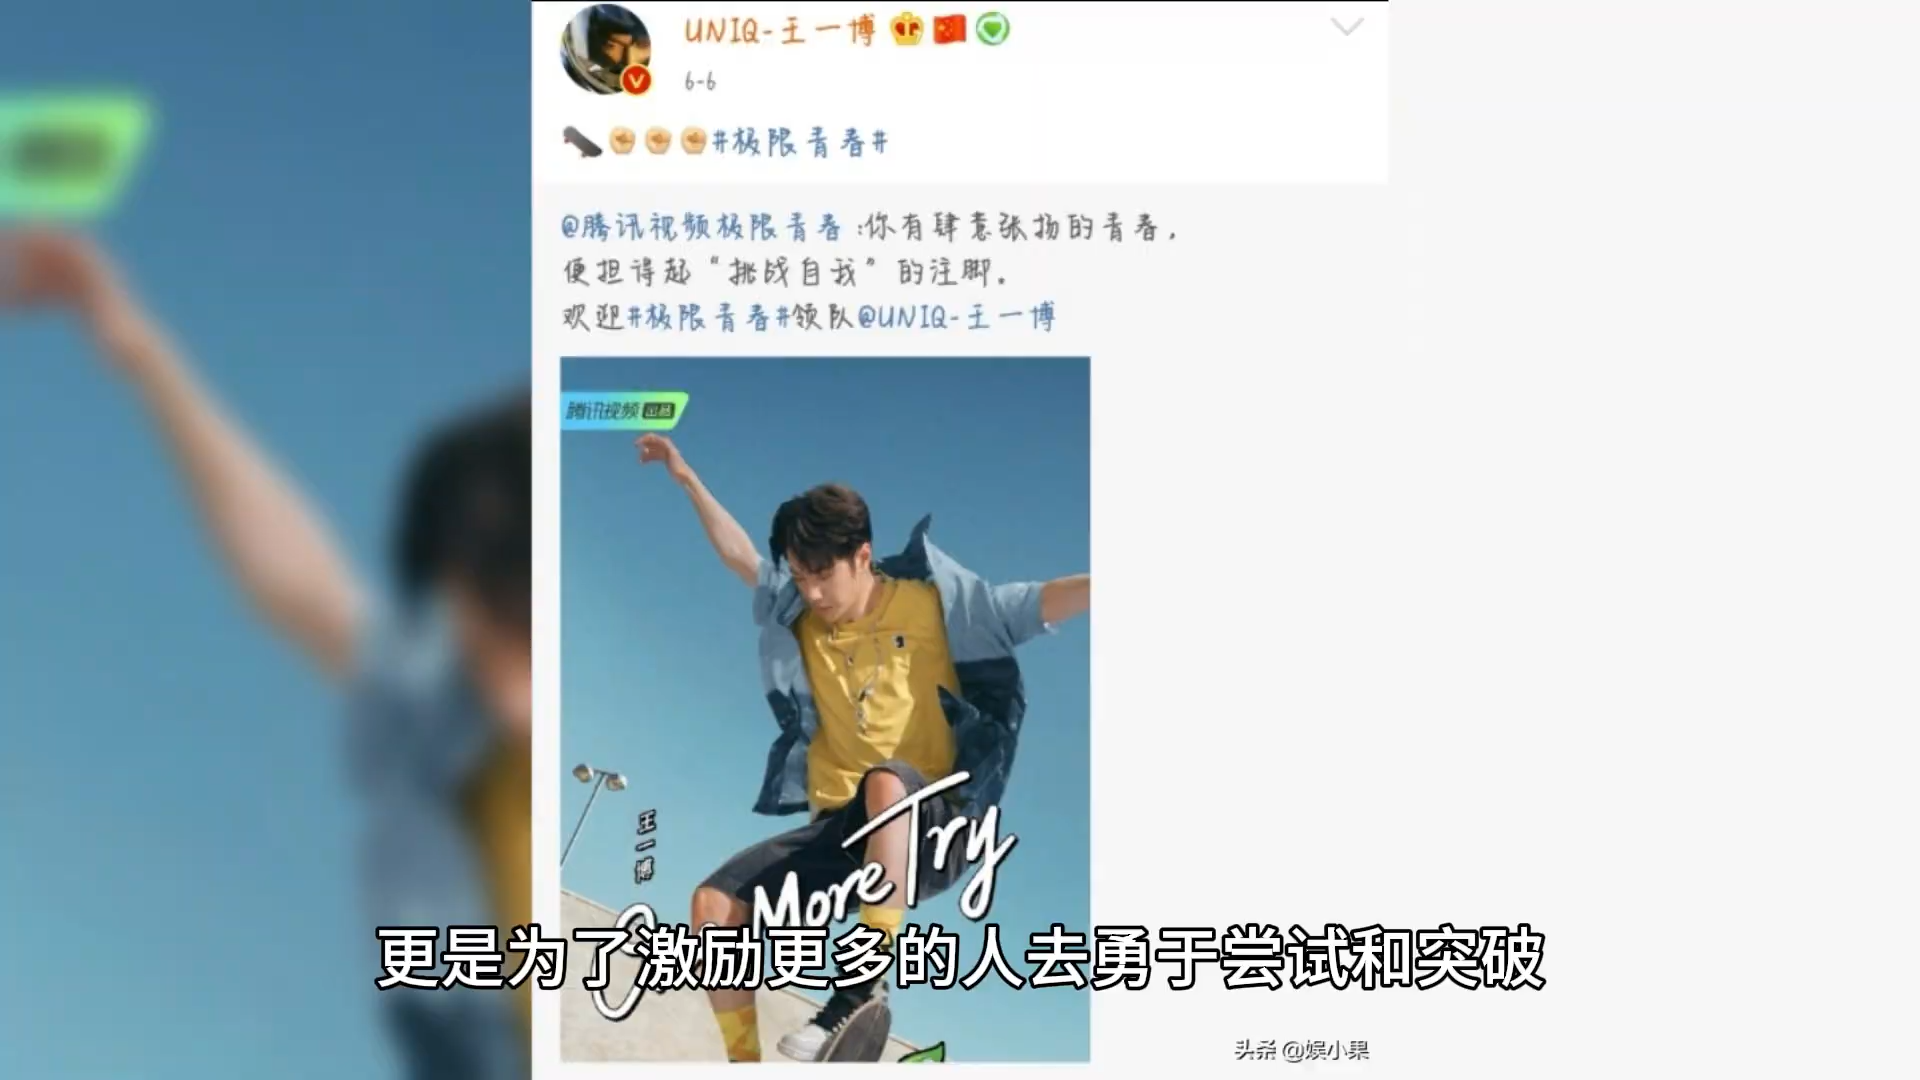 UNIQ-王一博
6-6
#极限青春#
@腾讯视频极限青春:你有肆意张扬的青春,
便担得起“挑战自我”的注脚.
欢迎#极限青春#领队@UNIQ-王一博
腾讯视频 出品
王一博
More Try
更是为了激励更多的人去勇于尝试和突破
头条 @娱小果